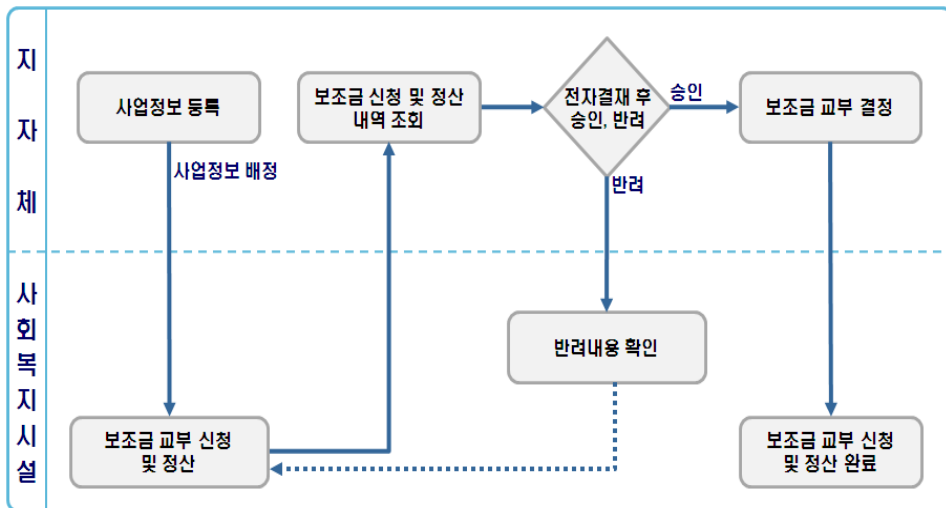 지
자
체
사업정보 등록
사업정보 배정
보조금 신청 및 정산
내역 조회
전자결재 후
승인, 반려
승인
반려
보조금 교부 결정
사
회
복
지
시
설
보조금 교부 신청
및 정산
반려내용 확인
보조금 교부 신청
및 정산 완료